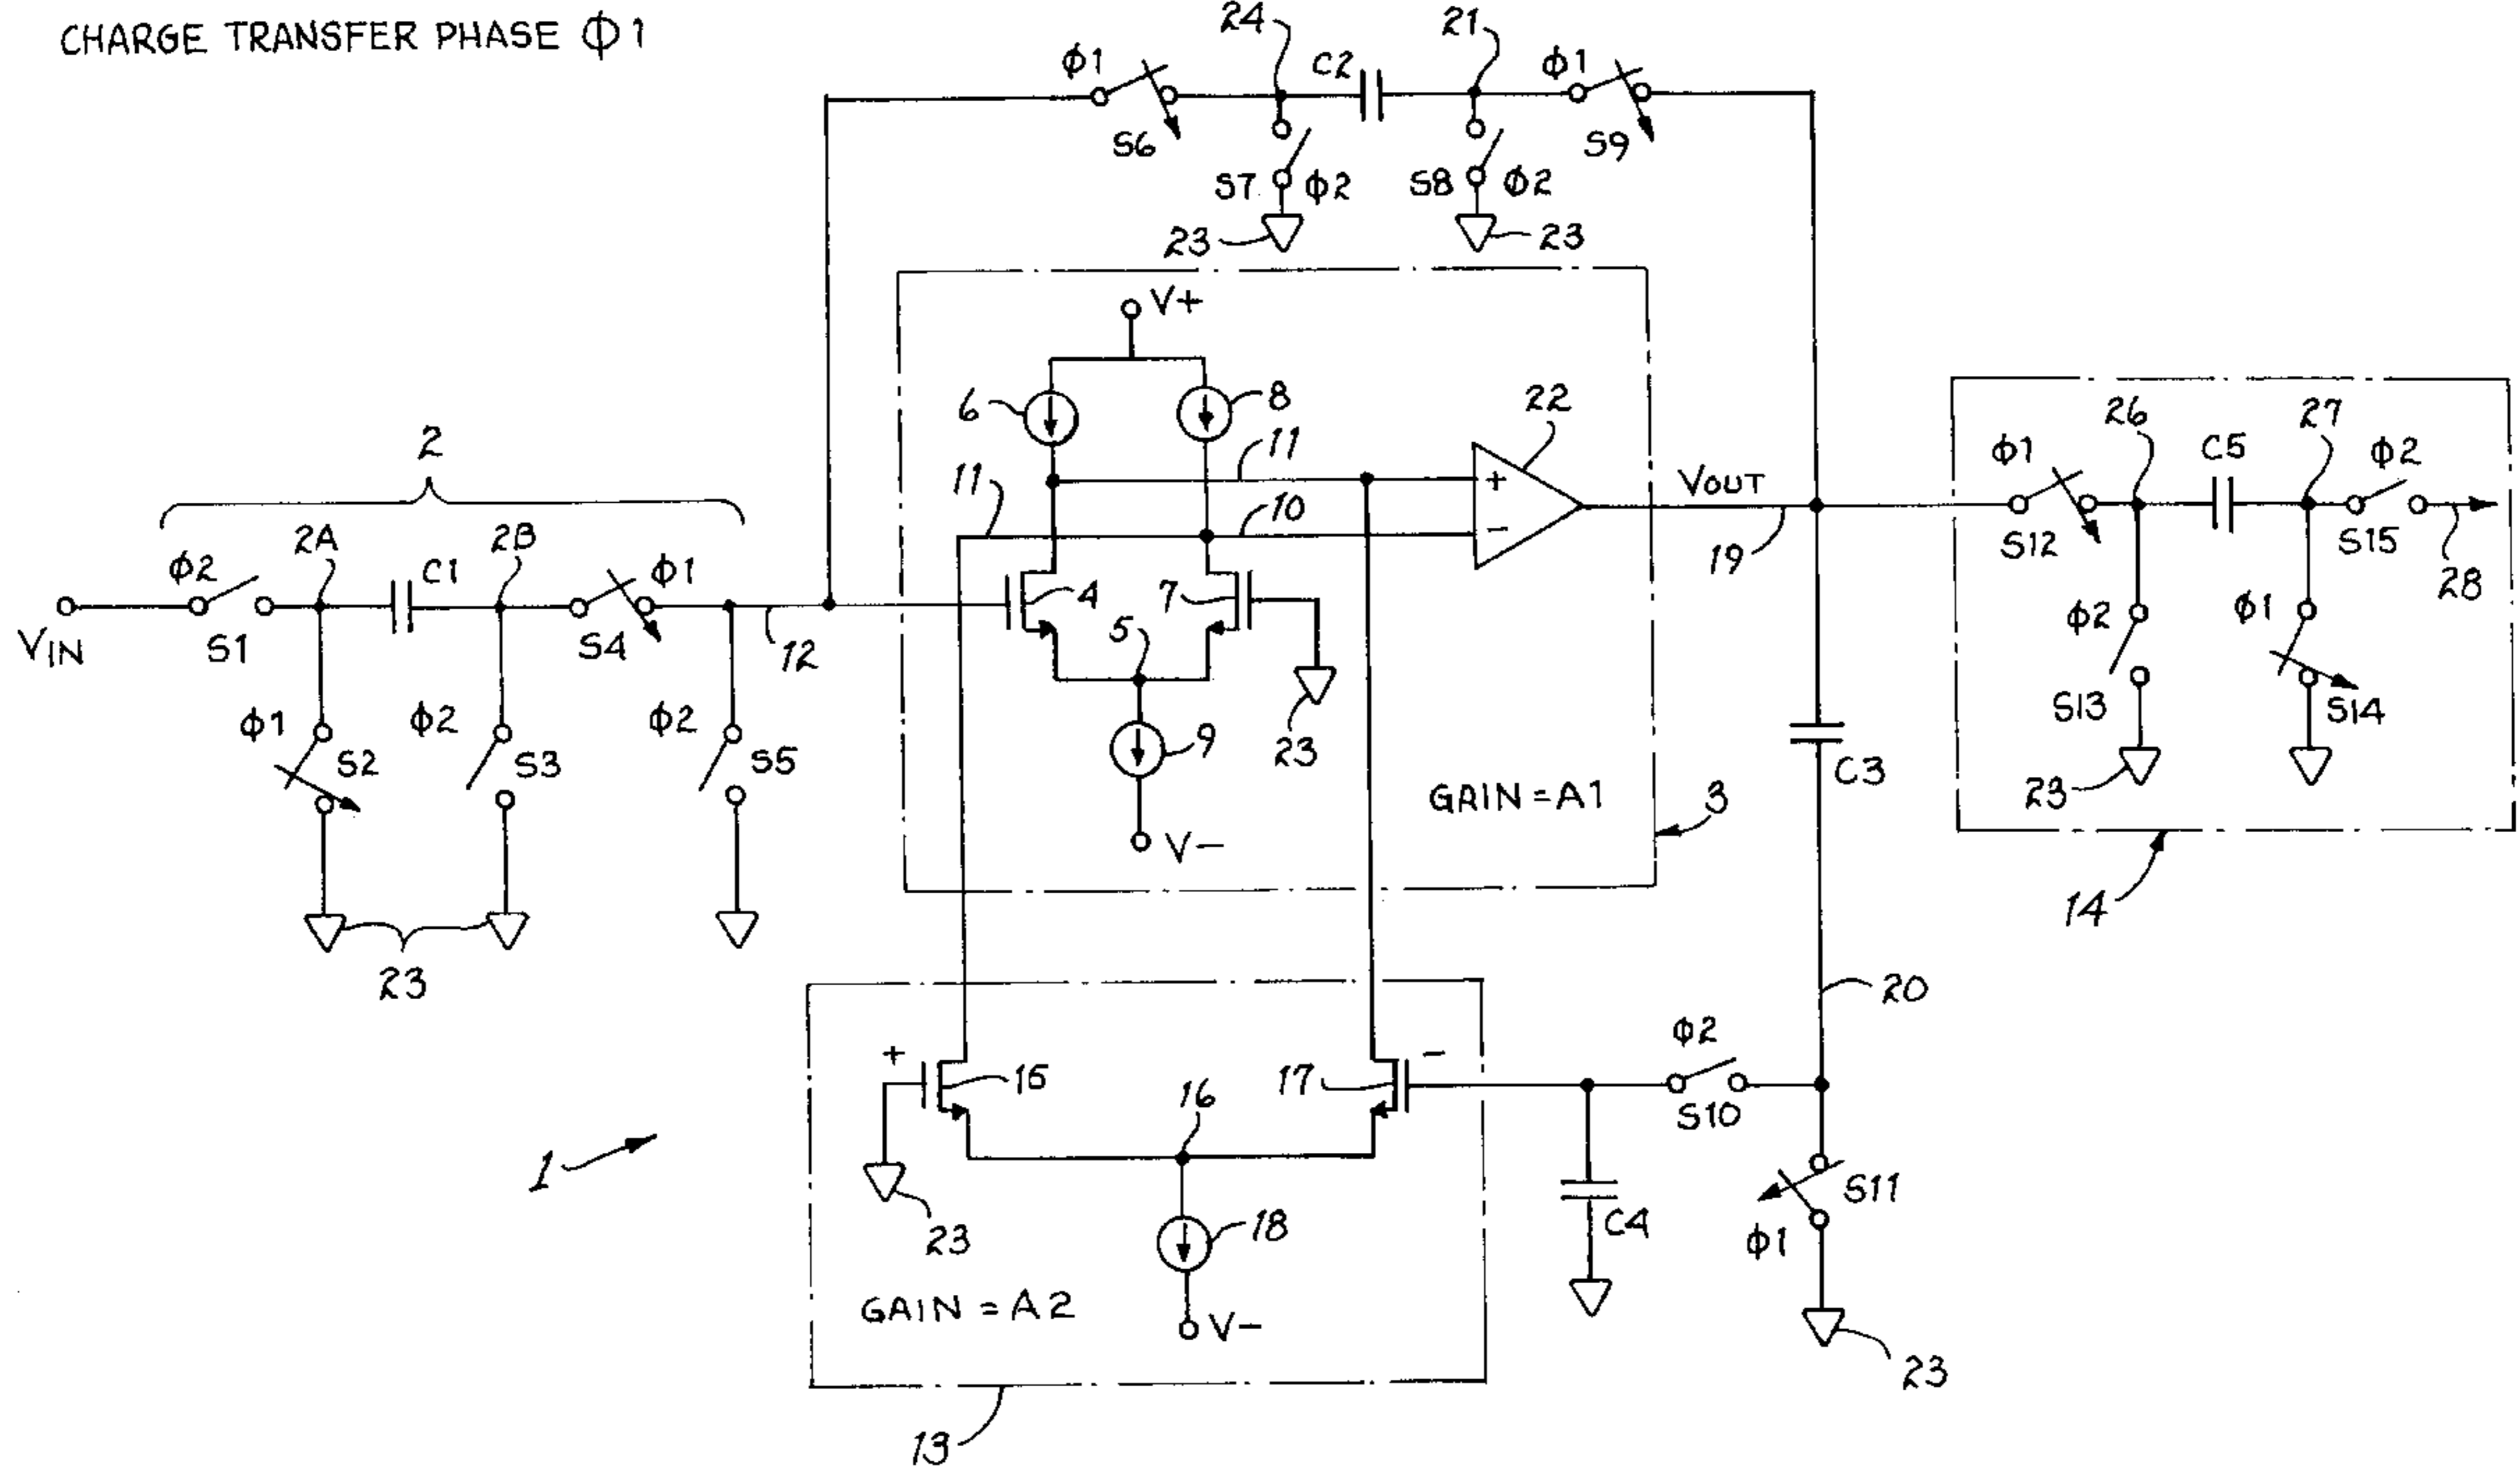 CHARGE TRANSFER PHASE Φ1
24
21
Φ1
C2
Φ1
S6
S9
S7
Φ2
S8
Φ2
23
23
V+
6
8
22
11
11
10
+
−
VOUT
19
2
2A
2B
Φ2
C1
Φ1
VIN
S1
S4
12
4
7
5
23
9
V−
GAIN = A1
3
Φ1
S2
Φ2
S3
Φ2
S5
23
26
27
Φ1
C5
Φ2
S12
S15
28
Φ2
Φ1
S13
S14
23
14
C3
20
Φ2
S10
+
15
16
17
−
1
23
18
C4
S11
Φ1
GAIN = A2
V−
23
13